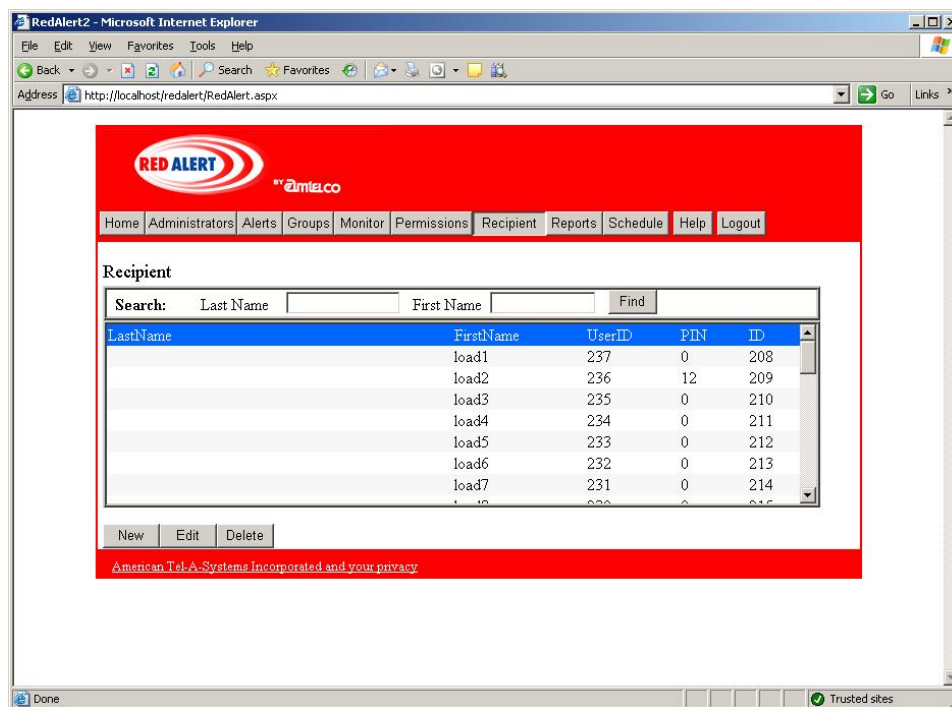 RedAlert2 - Microsoft Internet Explorer
File Edit View Favorites Tools Help
Back Search Favorites
Address http://localhost/redalert/RedAlert.aspx Go Links
RED ALERT
BY amtelco
Home Administrators Alerts Groups Monitor Permissions Recipient Reports Schedule Help Logout
Recipient
Search: Last Name First Name Find
LastName FirstName UserID PIN ID
load1 237 0 208
load2 236 12 209
load3 235 0 210
load4 234 0 211
load5 233 0 212
load6 232 0 213
load7 231 0 214
New Edit Delete
American Tel-A-Systems Incorporated and your privacy
Done Trusted sites